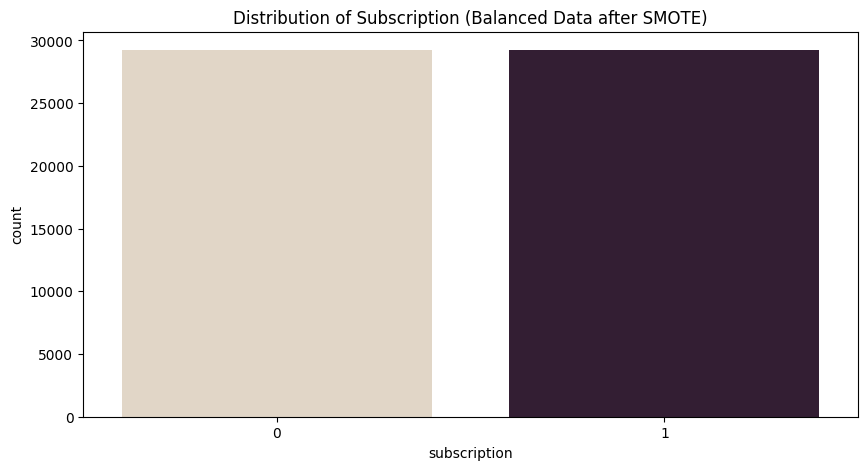 Distribution of Subscription (Balanced Data after SMOTE)
30000
25000
20000
15000
10000
5000
0
count
0 1
subscription